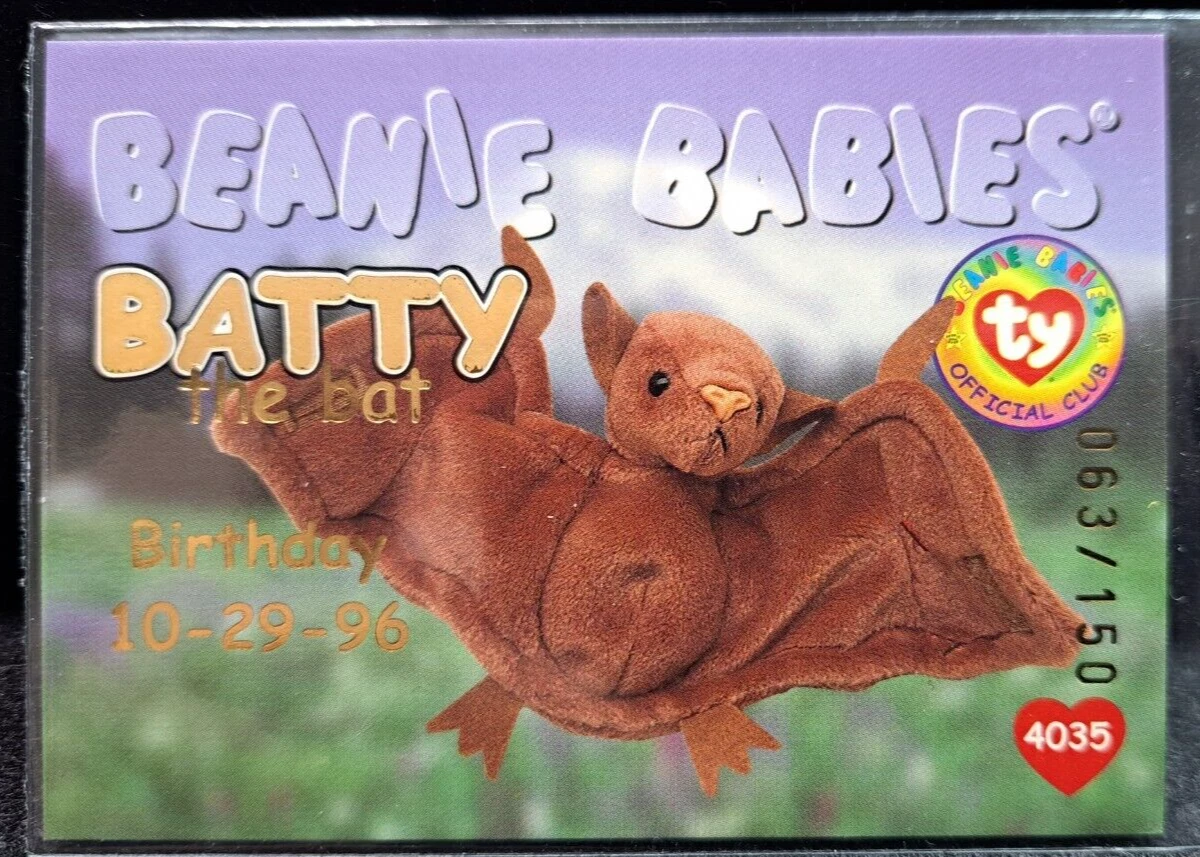 BEANIE BABIES®
BATTY
the bat
BEANIE BABIES
ty
OFFICIAL CLUB
Birthday
10-29-96
063/150
4035